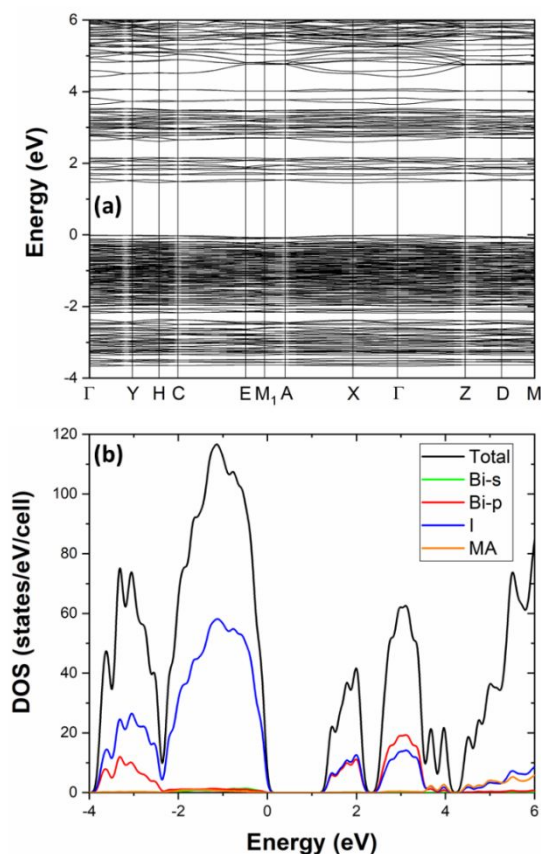 6
4
2
0
-2
-4
Energy (eV)
(a)
Γ Y H C E M1 A X Γ Z D M
(b)
120
100
80
60
40
20
0
DOS (states/eV/cell)
Total
Bi-s
Bi-p
I
MA
-4 -2 0 2 4 6
Energy (eV)